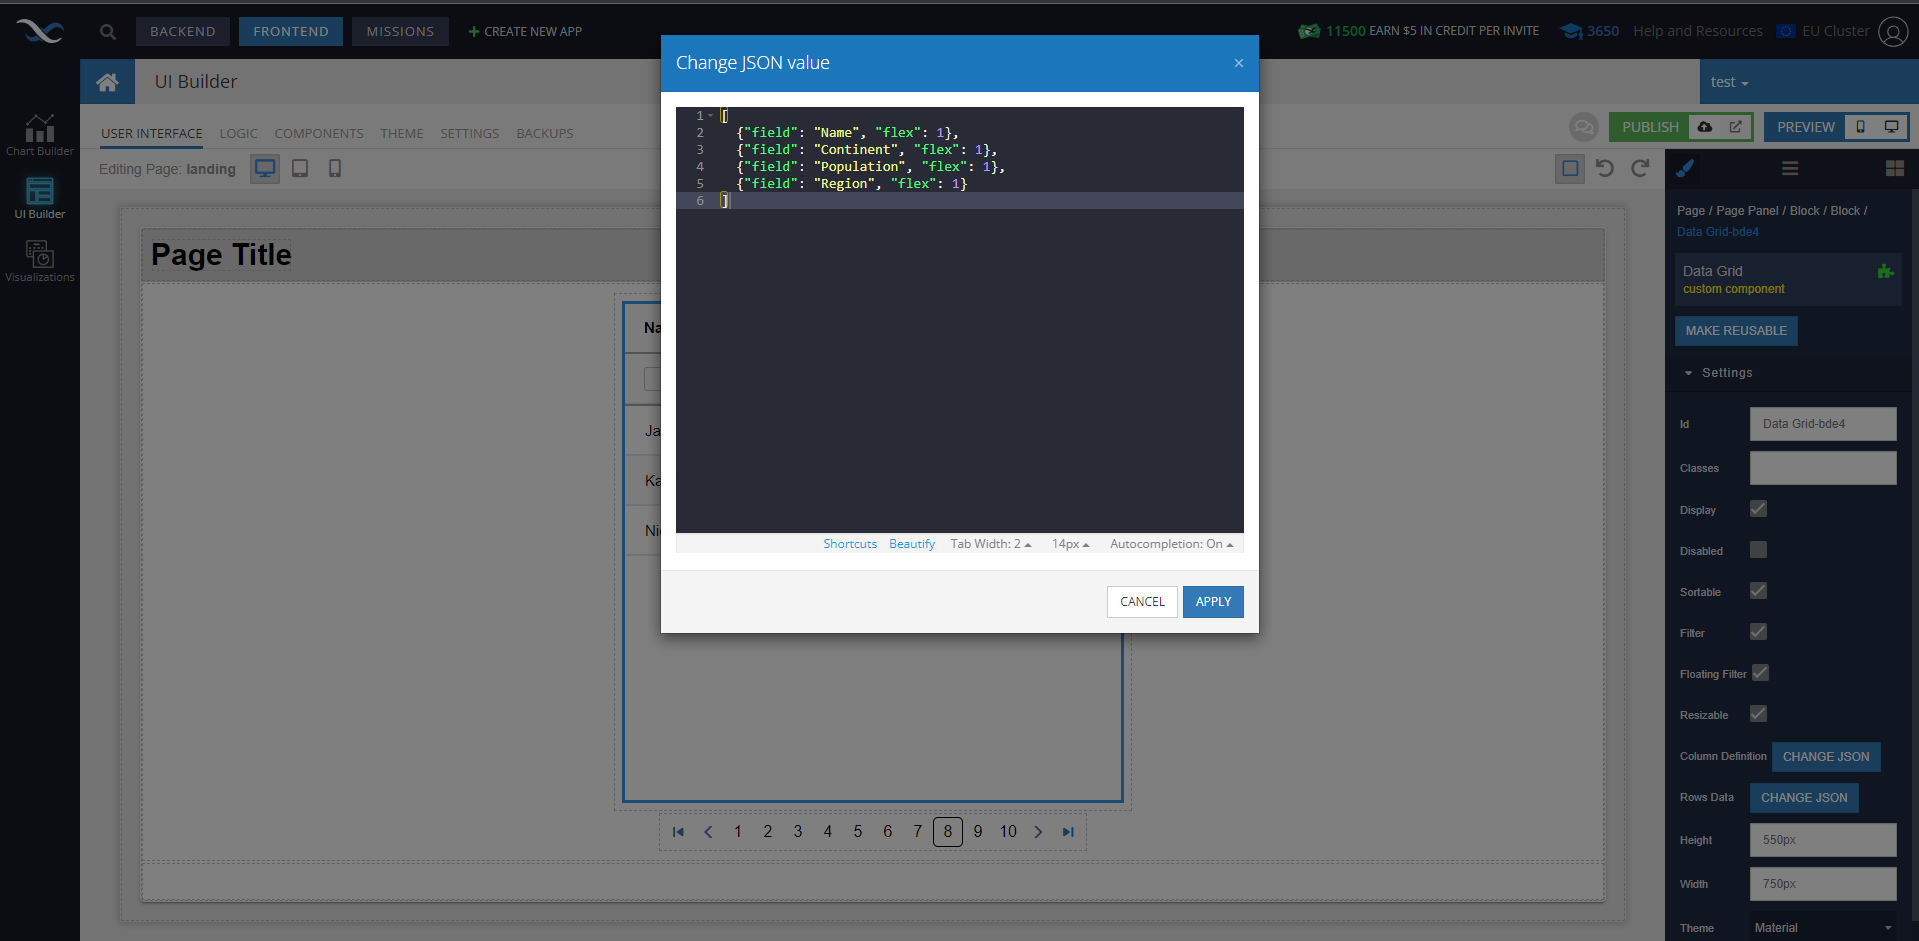 BACKEND
FRONTEND
MISSIONS
+ CREATE NEW APP
11500 EARN $5 IN CREDIT PER INVITE
3650
Help and Resources
EU Cluster
UI Builder
test
Change JSON value
×
USER INTERFACE
LOGIC
COMPONENTS
THEME
SETTINGS
BACKUPS
PUBLISH
PREVIEW
Editing Page: landing
Chart Builder
UI Builder
Visualizations
Page Title
Na
Ja
Ka
Ni
1 [
2 {"field": "Name", "flex": 1},
3 {"field": "Continent", "flex": 1},
4 {"field": "Population", "flex": 1},
5 {"field": "Region", "flex": 1}
6 ]
Shortcuts Beautify Tab Width: 2 14px Autocompletion: On
CANCEL
APPLY
1 2 3 4 5 6 7 8 9 10
Page / Page Panel / Block / Block /
Data Grid-bde4
Data Grid
custom component
MAKE REUSABLE
Settings
Id Data Grid-bde4
Classes
Display
Disabled
Sortable
Filter
Floating Filter
Resizable
Column Definition CHANGE JSON
Rows Data CHANGE JSON
Height 550px
Width 750px
Theme Material